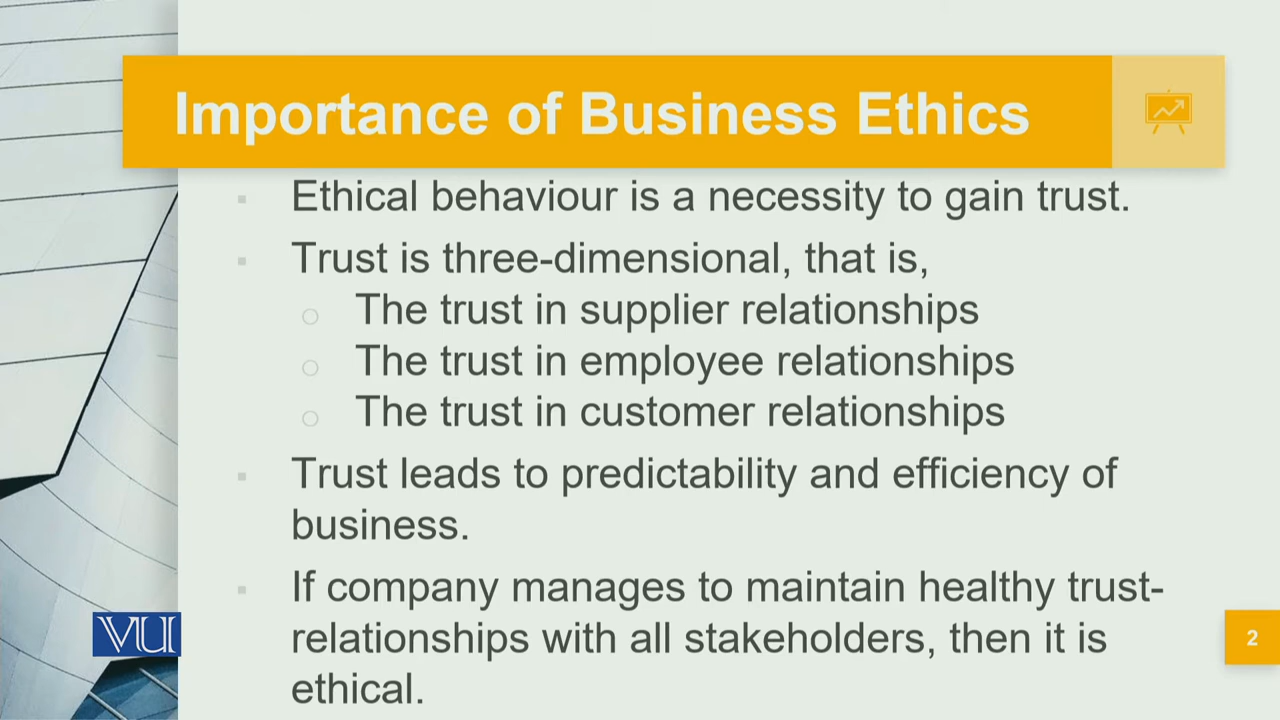 Importance of Business Ethics
▪ Ethical behaviour is a necessity to gain trust.
▪ Trust is three-dimensional, that is,
o The trust in supplier relationships
o The trust in employee relationships
o The trust in customer relationships
▪ Trust leads to predictability and efficiency of
business.
▪ If company manages to maintain healthy trust-
relationships with all stakeholders, then it is
ethical.
VU
2